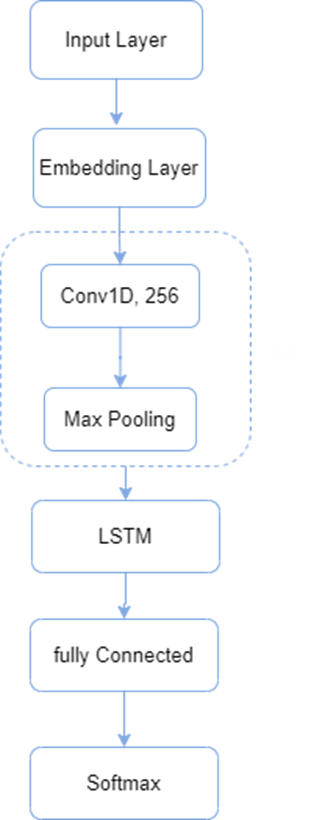 Input Layer
Embedding Layer
Conv1D, 256
Max Pooling
LSTM
fully Connected
Softmax